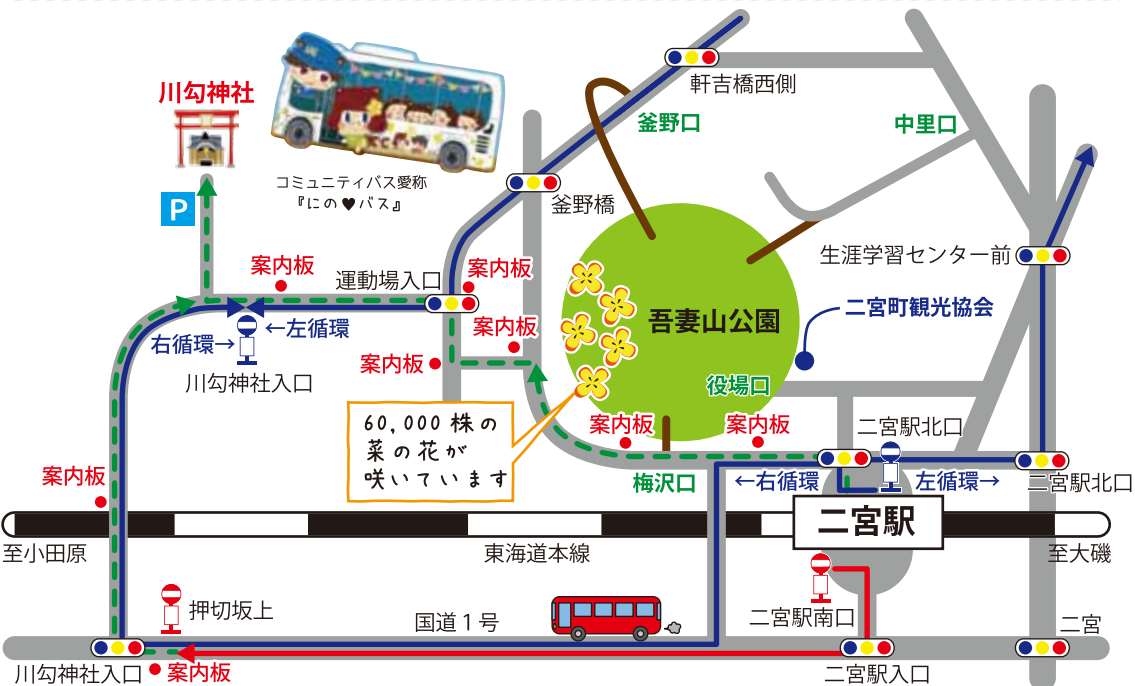 軒吉橋西側
川勾神社
釜野口
中里口
P
コミュニティバス愛称
『にの♥バス』
釜野橋
生涯学習センター前
案内板
運動場入口
案内板
二宮町観光協会
吾妻山公園
←左循環
右循環→
案内板
案内板
川勾神社入口
役場口
60,000 株の
菜の花が
咲いています
案内板
案内板
二宮駅北口
案内板
梅沢口
←右循環
左循環→
二宮駅北口
二宮駅
至小田原
東海道本線
至大磯
押切坂上
国道1号
二宮駅南口
二宮
川勾神社入口
案内板
二宮駅入口